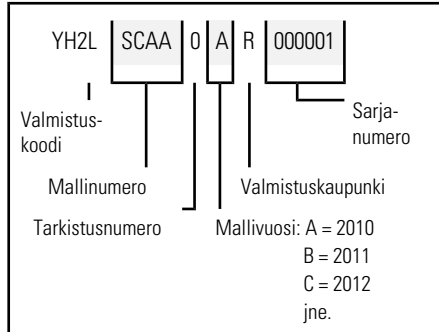 YH2L SCAA 0 A R 000001
Valmistus-
koodi
Sarja-
numero
Mallinumero
Valmistuskaupunki
Tarkistusnumero
Mallivuosi: A = 2010
B = 2011
C = 2012
jne.